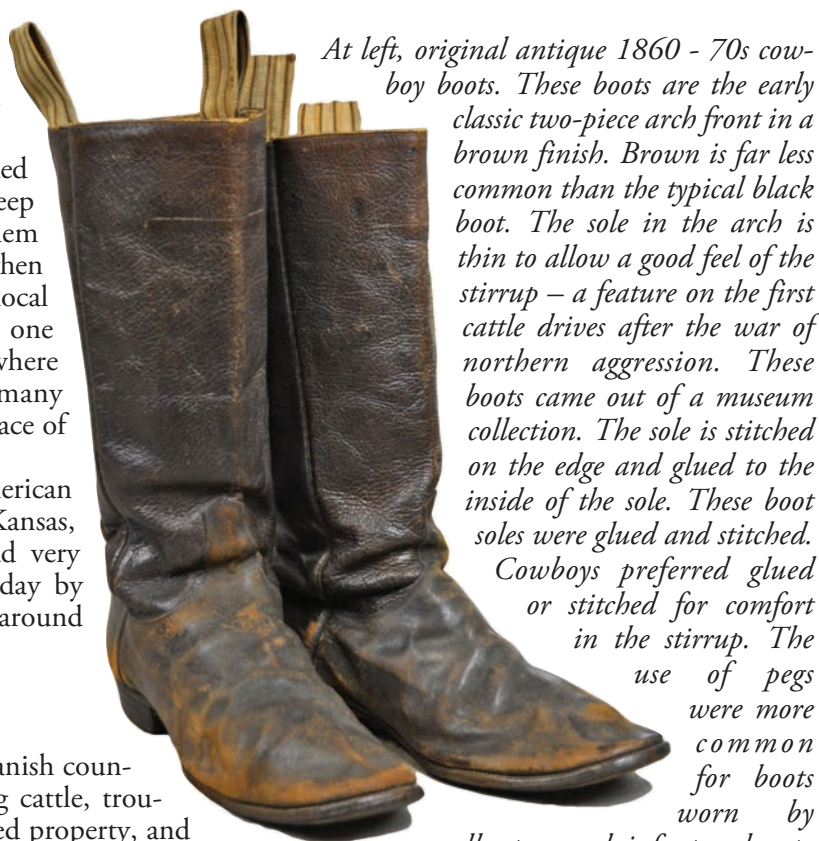 ed
eep
em
hen
local
one
where
many
ace of
erican
Kansas,
d very
day by
around
anish coun-
g cattle, trou-
ed property, and
At left, original antique 1860 - 70s cow-
boy boots. These boots are the early
classic two-piece arch front in a
brown finish. Brown is far less
common than the typical black
boot. The sole in the arch is
thin to allow a good feel of the
stirrup – a feature on the first
cattle drives after the war of
northern aggression. These
boots came out of a museum
collection. The sole is stitched
on the edge and glued to the
inside of the sole. These boot
soles were glued and stitched.
Cowboys preferred glued
or stitched for comfort
in the stirrup. The
use of pegs
were more
common
for boots
worn by